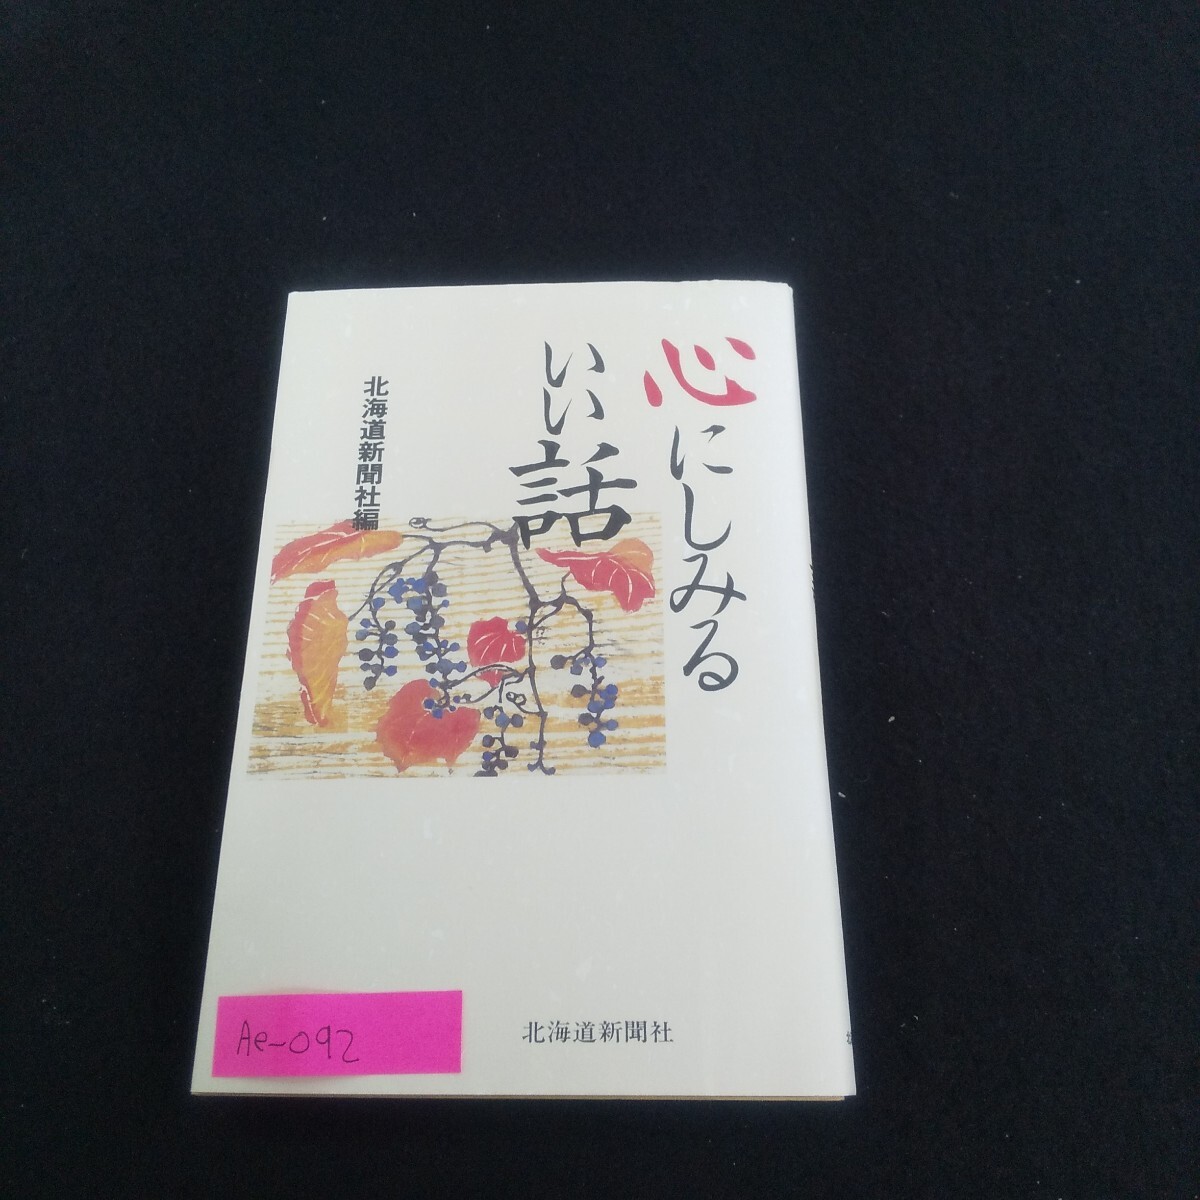 心にしみる
いい話
北海道新聞社編
北海道新聞社
Ae-092